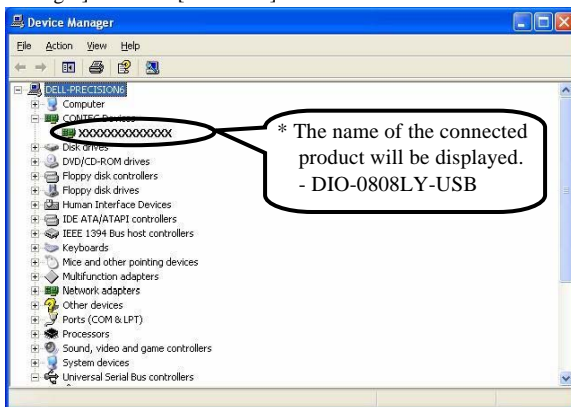 Device Manager
File Action View Help
DELL-PRECISION6
Computer
CONTEC Devices
XXXXXXXXXXXXXX
Disk drives
DVD/CD-ROM drives
Floppy disk controllers
Floppy disk drives
Human Interface Devices
IDE ATA/ATAPI controllers
IEEE 1394 Bus host controllers
Keyboards
Mice and other pointing devices
Multifunction adapters
Network adapters
Other devices
Ports (COM & LPT)
Processors
Sound, video and game controllers
System devices
Universal Serial Bus controllers
* The name of the connected
product will be displayed.
- DIO-0808LY-USB